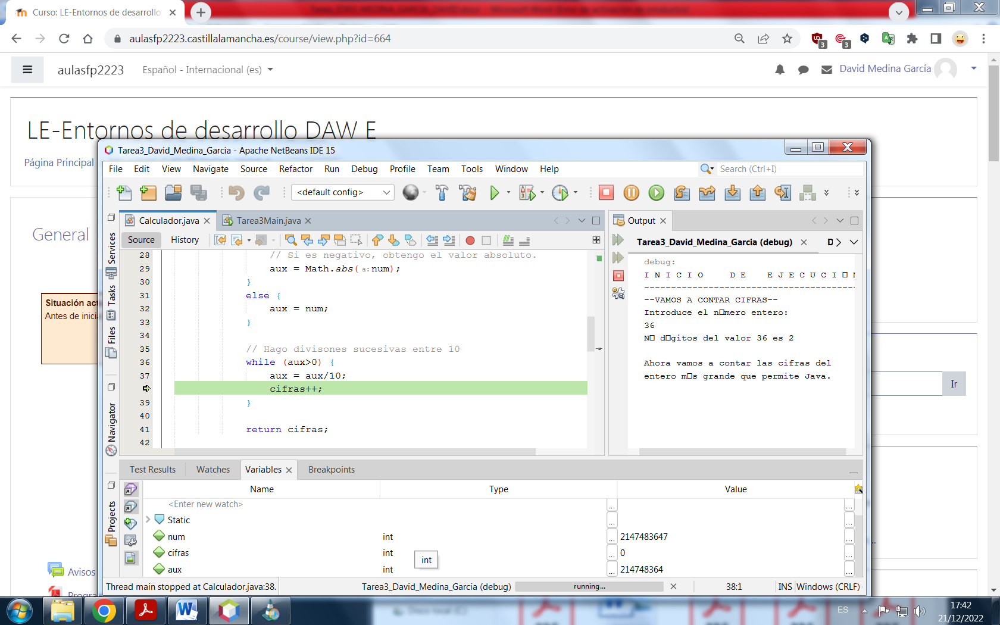 Curso: LE-Entornos de desarrollo
aulasfp2223.castillalamancha.es/course/view.php?id=664
3
3
aulasfp2223
Español - Internacional (es)
David Medina García
LE-Entornos de desarrollo DAW E
Página Principal
General
Situación act
Antes de inicia
Ir
Avisos
Progra
Tarea3_David_Medina_Garcia - Apache NetBeans IDE 15
File Edit View Navigate Source Refactor Run Debug Profile Team Tools Window Help
Search (Ctrl+I)
<default config>
Services
Tasks
Files
Navigator
Projects
Calculador.java
Tarea3Main.java
Source History
28 // Si es negativo, obtengo el valor absoluto.
29 aux = Math.abs(a:num);
30 }
31 else {
32 aux = num;
33 }
34
35 // Hago divisones sucesivas entre 10
36 while (aux>0) {
37 aux = aux/10;
cifras++;
39 }
40
41 return cifras;
42
Output
Tarea3_David_Medina_Garcia (debug)
D
debug:
I N I C I O D E E J E C U C I □ N
--VAMOS A CONTAR CIFRAS--
Introduce el n□mero entero:
36
N□ d□gitos del valor 36 es 2
Ahora vamos a contar las cifras del
entero m□s grande que permite Java.
Test Results Watches Variables Breakpoints
Name Type Value
<Enter new watch>
Static
num int 2147483647
cifras int 0
aux int 214748364
int
Thread main stopped at Calculador.java:38.
Tarea3_David_Medina_Garcia (debug)
running...
38:1
INS
Windows (CRLF)
ES
17:42
21/12/2022